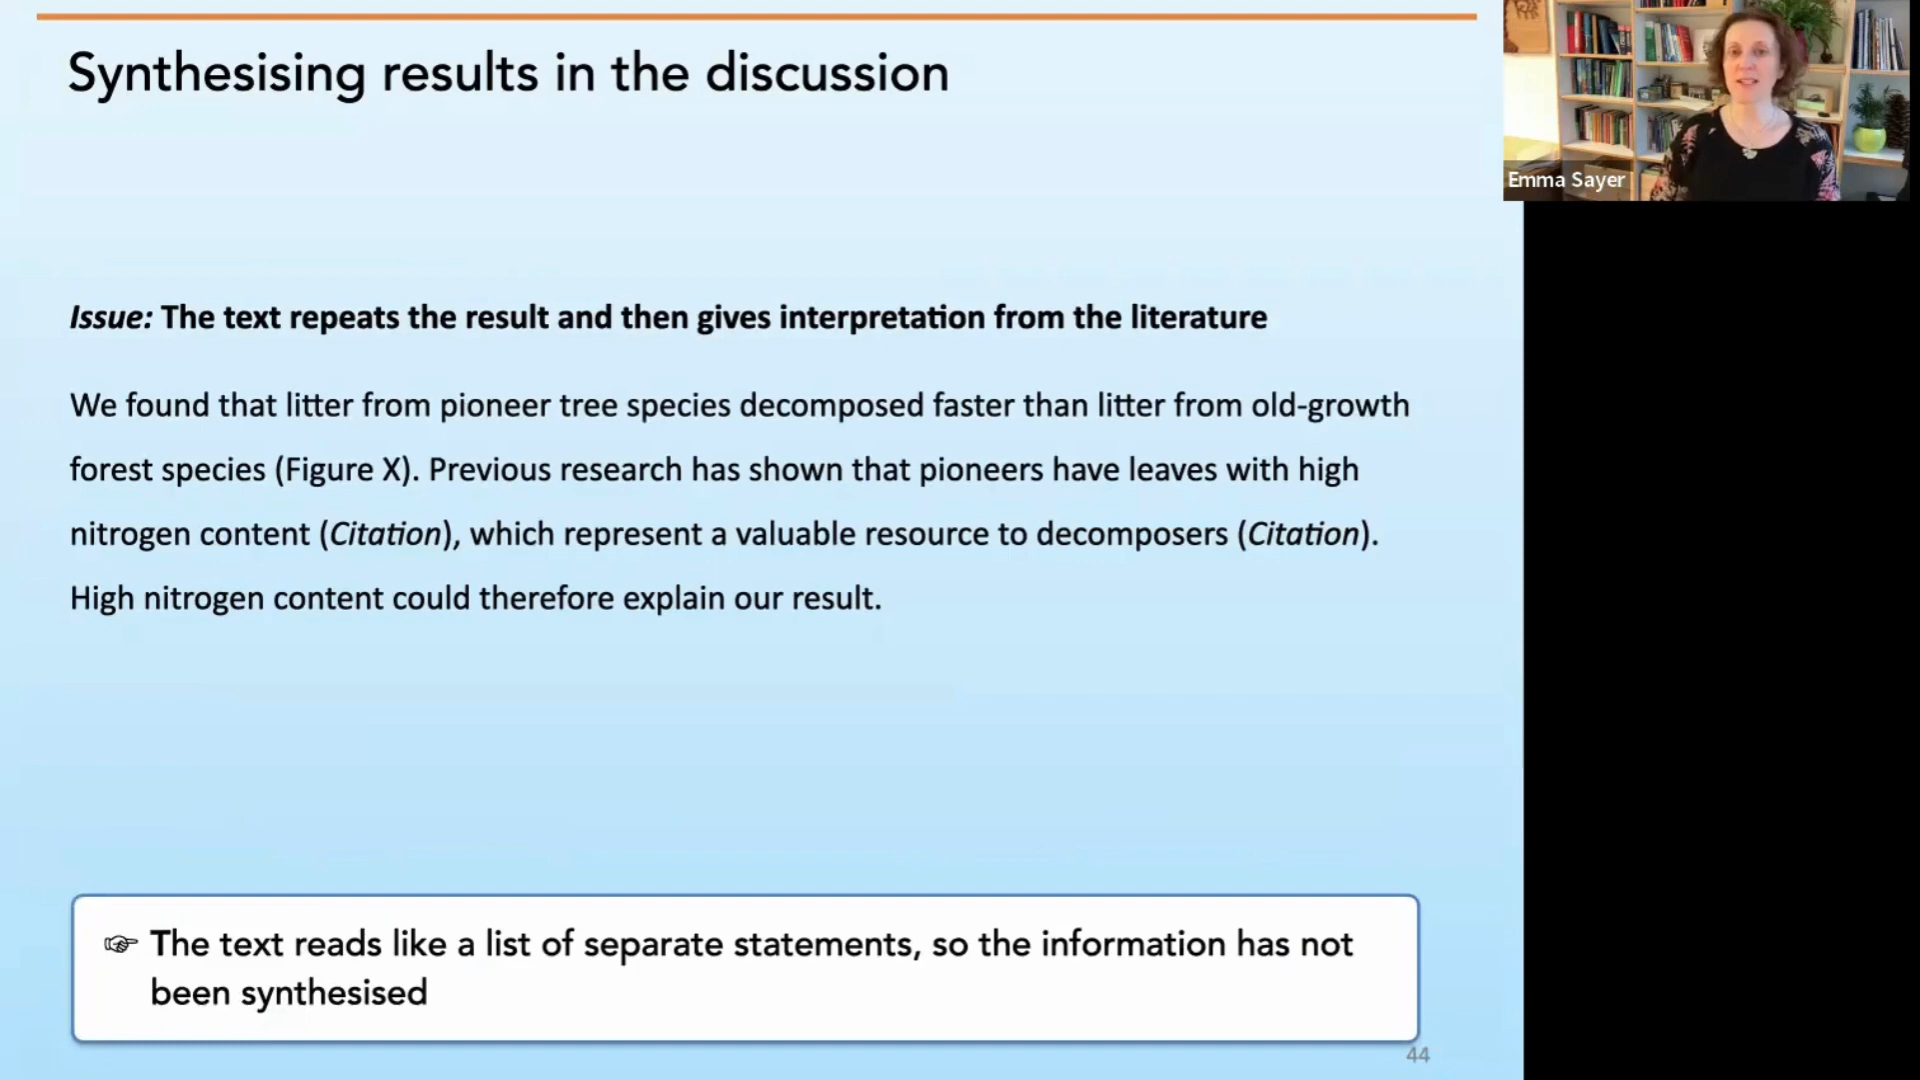 Synthesising results in the discussion
Emma Sayer
Issue: The text repeats the result and then gives interpretation from the literature
We found that litter from pioneer tree species decomposed faster than litter from old-growth
forest species (Figure X). Previous research has shown that pioneers have leaves with high
nitrogen content (Citation), which represent a valuable resource to decomposers (Citation).
High nitrogen content could therefore explain our result.
☞ The text reads like a list of separate statements, so the information has not
been synthesised
44